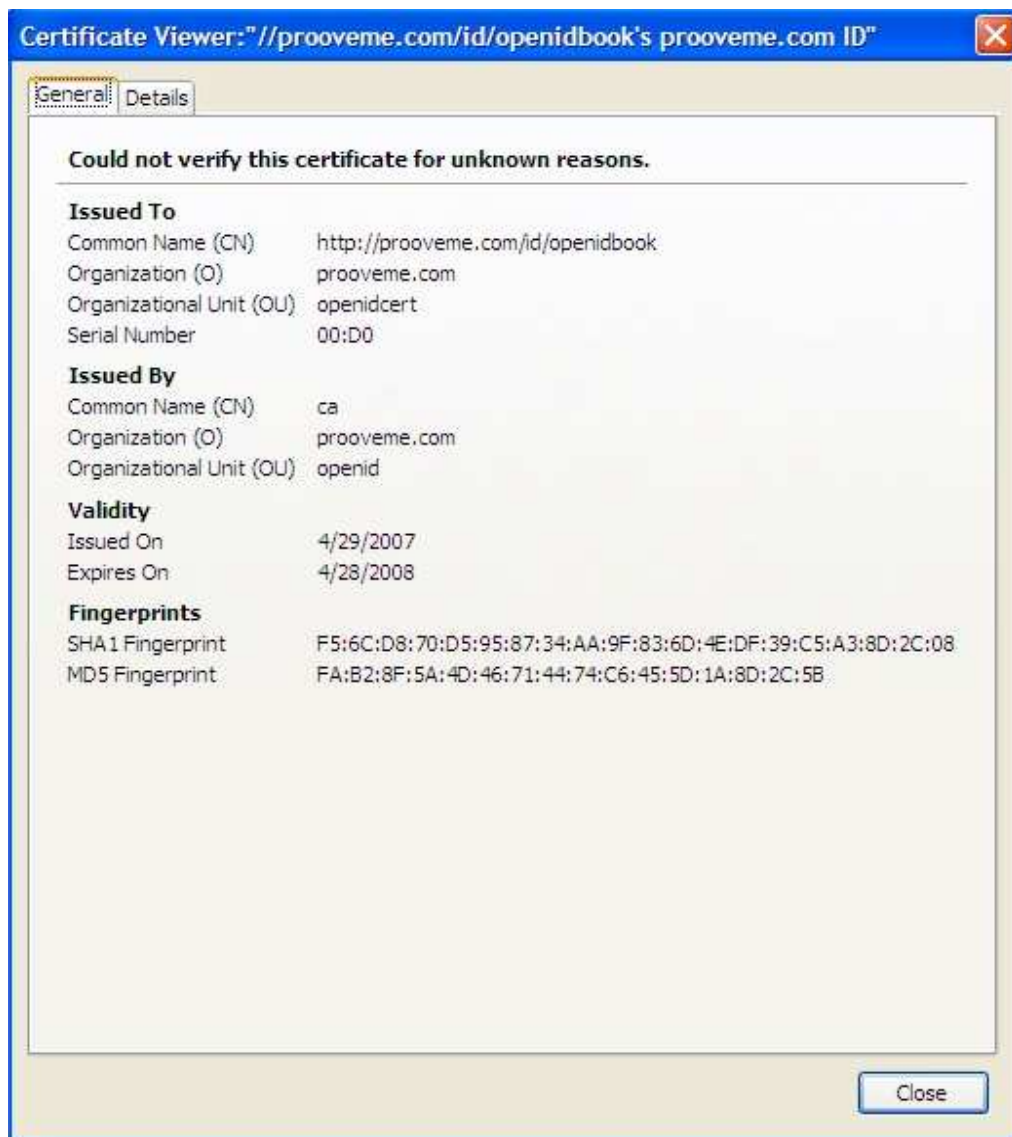 Certificate Viewer:"//prooveme.com/id/openidbook's prooveme.com ID"
General Details
Could not verify this certificate for unknown reasons.
Issued To
Common Name (CN) http://prooveme.com/id/openidbook
Organization (O) prooveme.com
Organizational Unit (OU) openidcert
Serial Number 00:D0
Issued By
Common Name (CN) ca
Organization (O) prooveme.com
Organizational Unit (OU) openid
Validity
Issued On 4/29/2007
Expires On 4/28/2008
Fingerprints
SHA1 Fingerprint F5:6C:D8:70:D5:95:87:34:AA:9F:83:6D:4E:DF:39:C5:A3:8D:2C:08
MD5 Fingerprint FA:B2:8F:5A:4D:46:71:44:74:C6:45:5D:1A:8D:2C:5B
Close